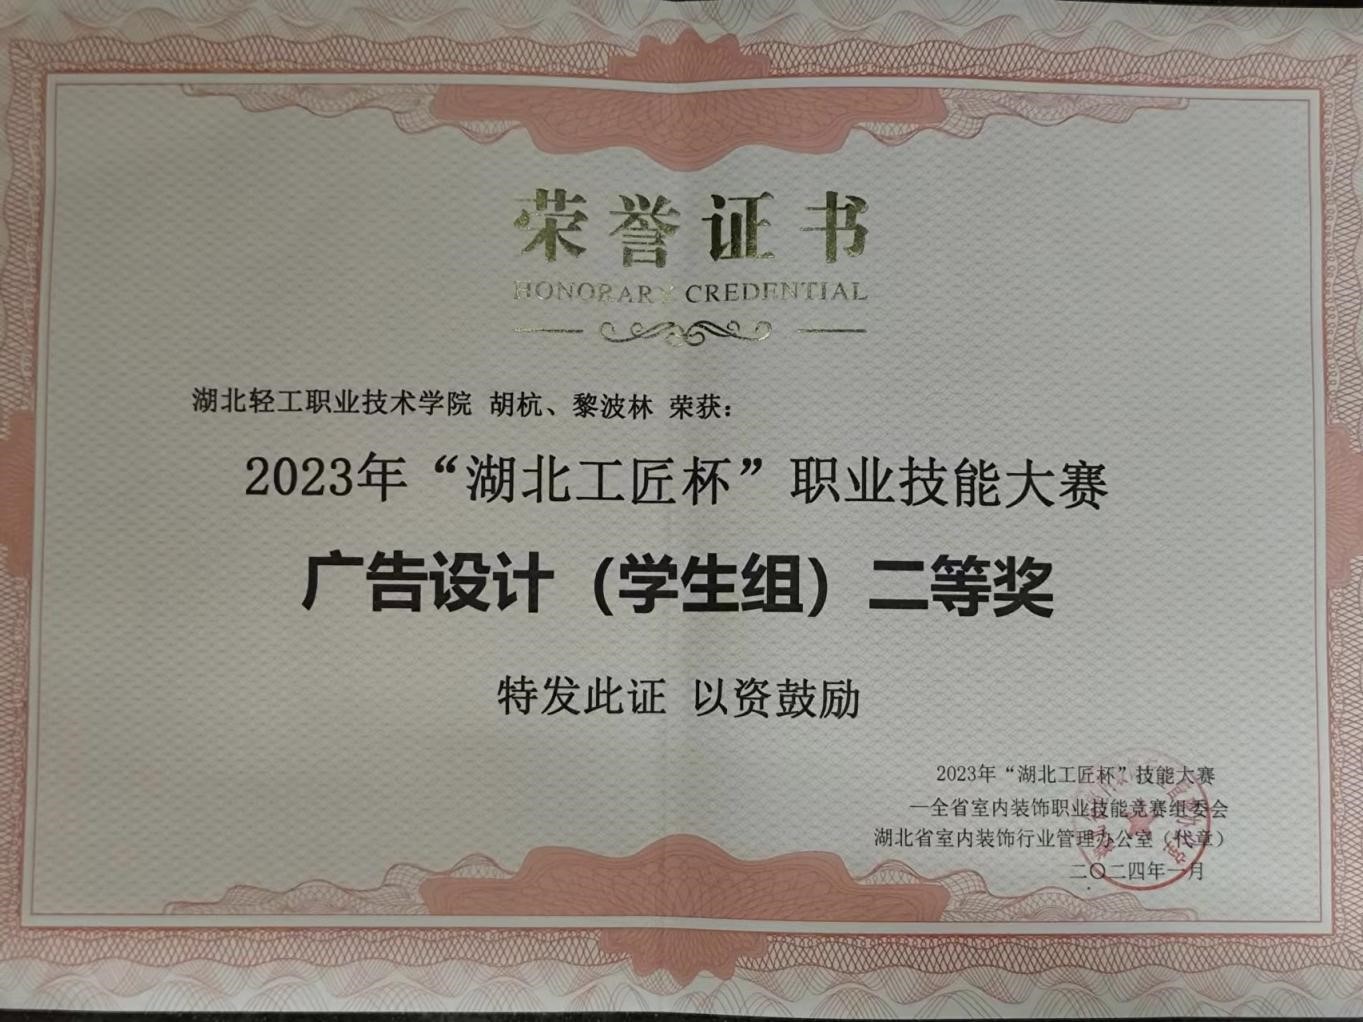 荣誉证书
HONORARY CREDENTIAL
湖北轻工职业技术学院 胡杭、黎波林 荣获：
2023年“湖北工匠杯”职业技能大赛
广告设计（学生组）二等奖
特发此证 以资鼓励
2023年“湖北工匠杯”技能大赛
—全省室内装饰职业技能竞赛组委会
湖北省室内装饰行业管理办公室（代章）
二〇二四年一月